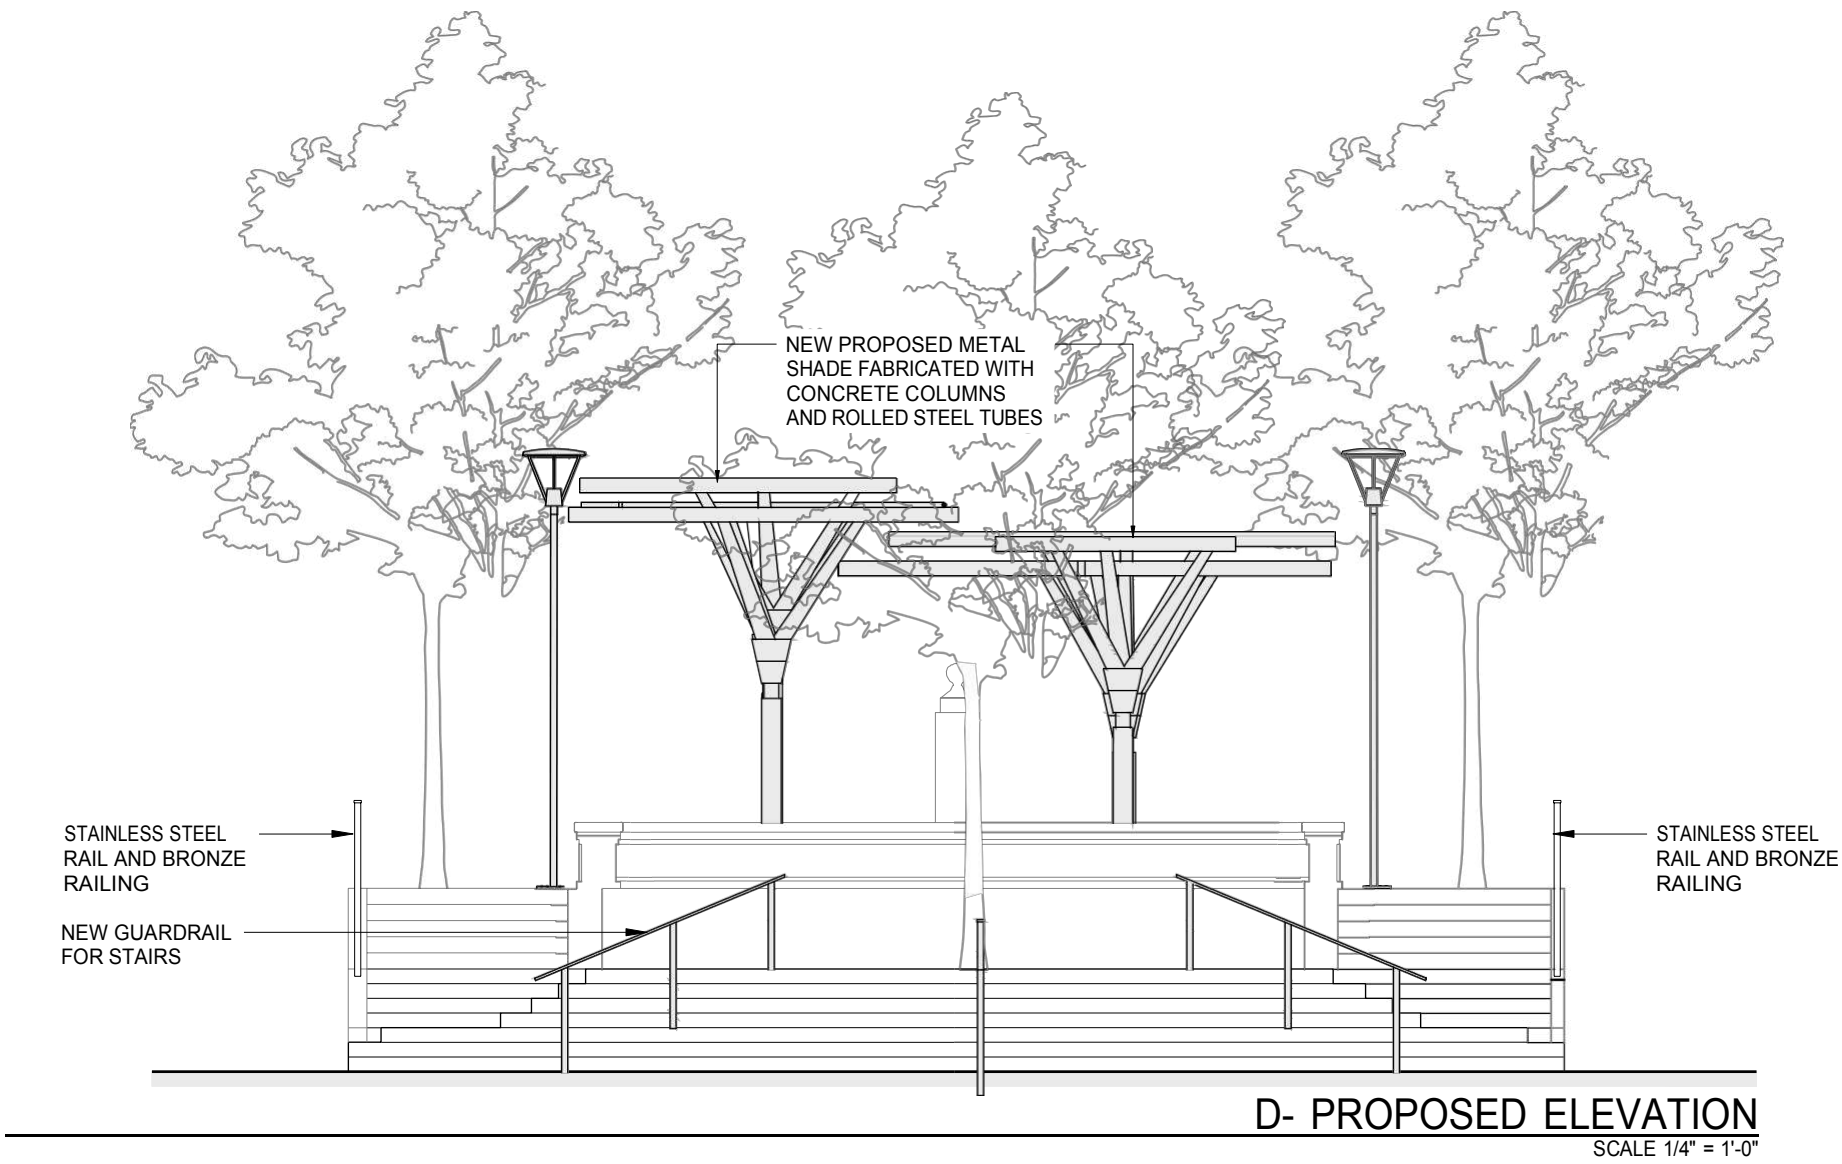 NEW PROPOSED METAL
SHADE FABRICATED WITH
CONCRETE COLUMNS
AND ROLLED STEEL TUBES
STAINLESS STEEL
RAIL AND BRONZE
RAILING
NEW GUARDRAIL
FOR STAIRS
STAINLESS STEEL
RAIL AND BRONZE
RAILING
D- PROPOSED ELEVATION
SCALE 1/4" = 1'-0"